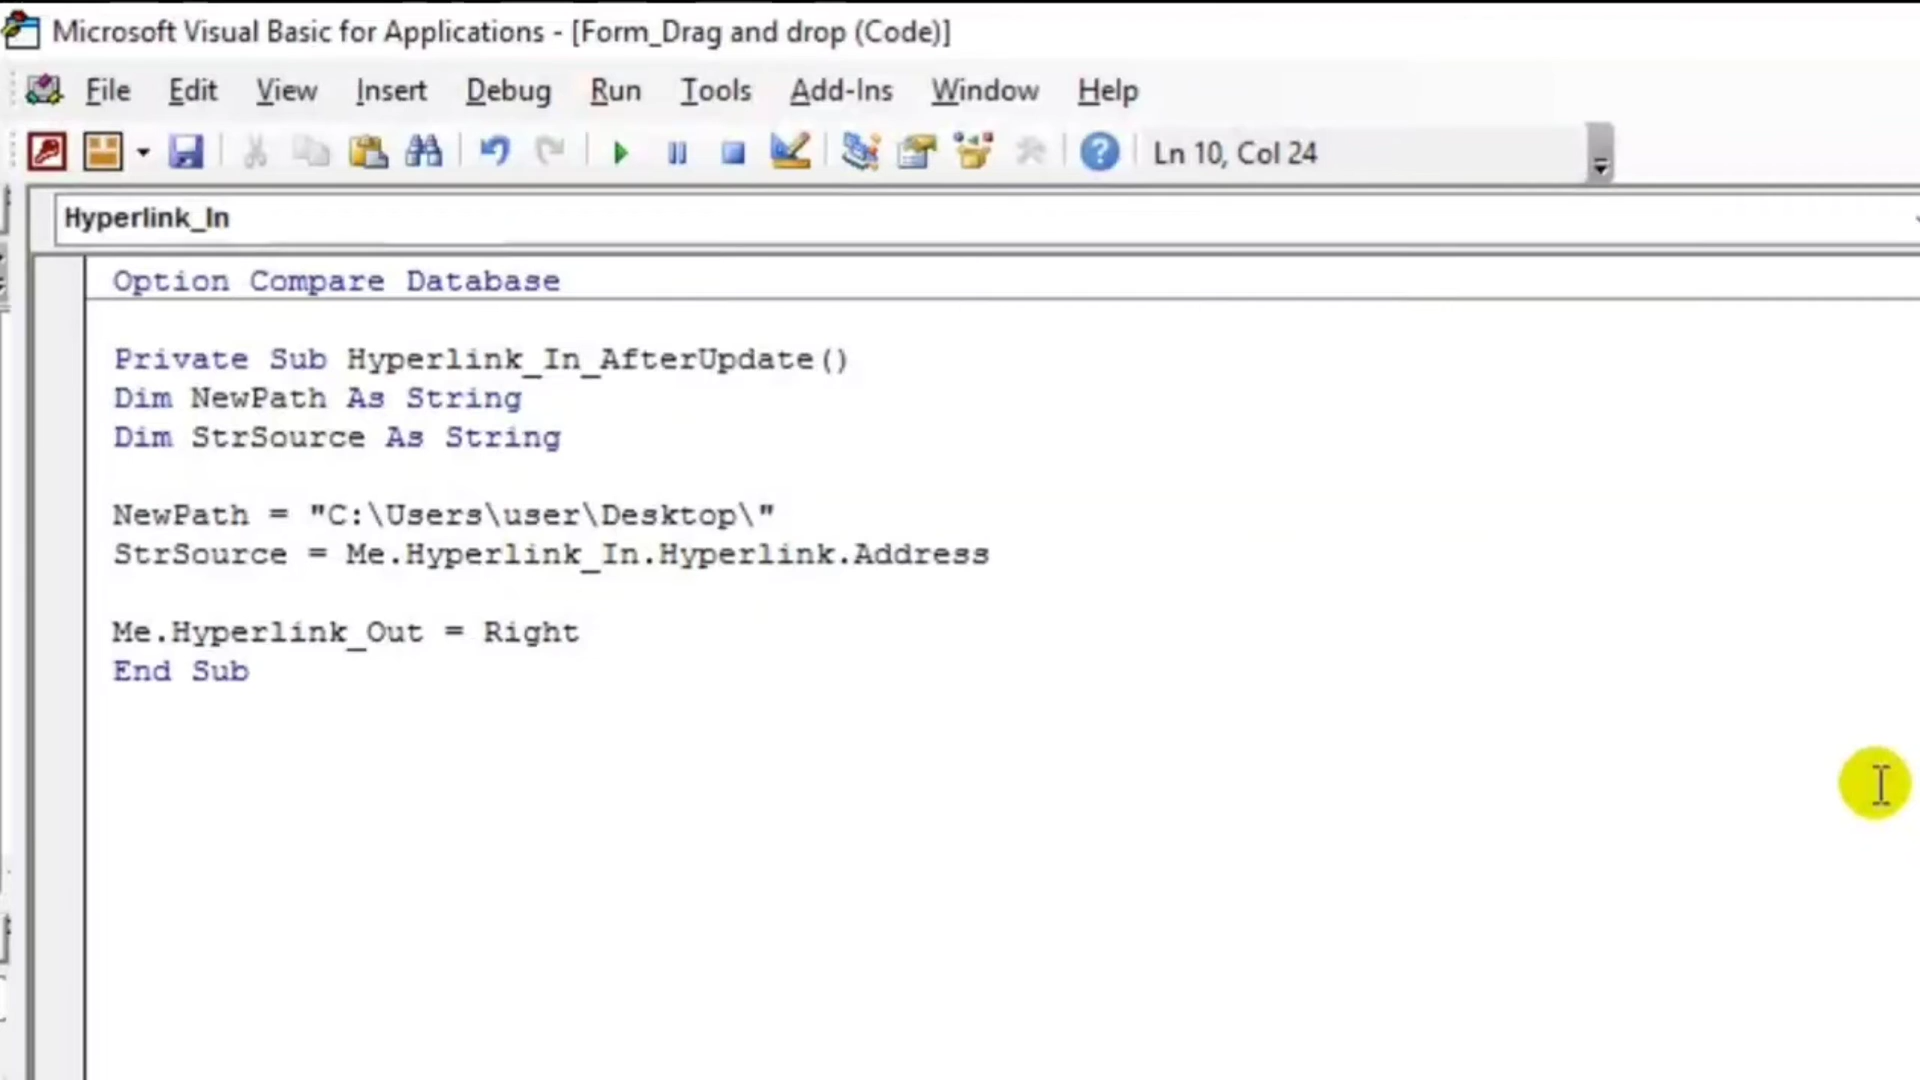 Microsoft Visual Basic for Applications - [Form_Drag and drop (Code)]
File Edit View Insert Debug Run Tools Add-Ins Window Help
Ln 10, Col 24
Hyperlink_In
Option Compare Database
Private Sub Hyperlink_In_AfterUpdate()
Dim NewPath As String
Dim StrSource As String
NewPath = "C:\Users\user\Desktop\"
StrSource = Me.Hyperlink_In.Hyperlink.Address
Me.Hyperlink_Out = Right
End Sub